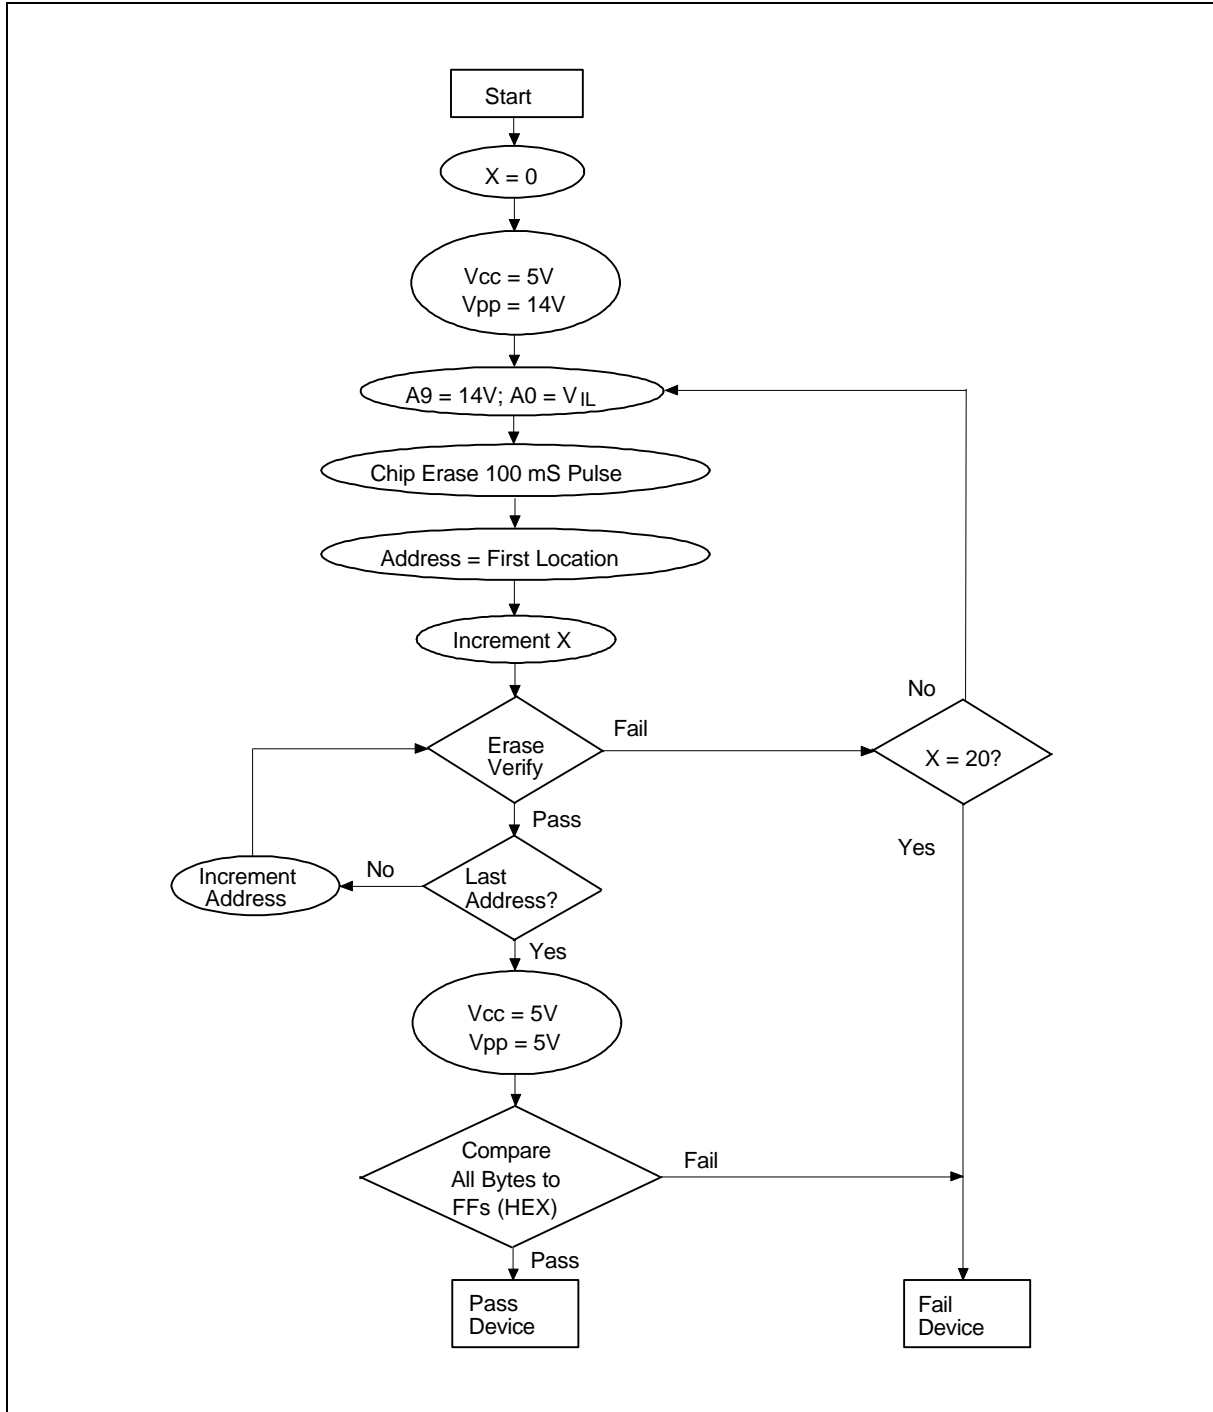 Start
X = 0
Vcc = 5V
Vpp = 14V
A9 = 14V; A0 = VIL
Chip Erase 100 mS Pulse
Address = First Location
Increment X
No
Fail
Erase
Verify
X = 20?
Pass
Yes
No
Increment
Address
Last
Address?
Yes
Vcc = 5V
Vpp = 5V
Compare
All Bytes to
FFs (HEX)
Fail
Pass
Pass
Device
Fail
Device